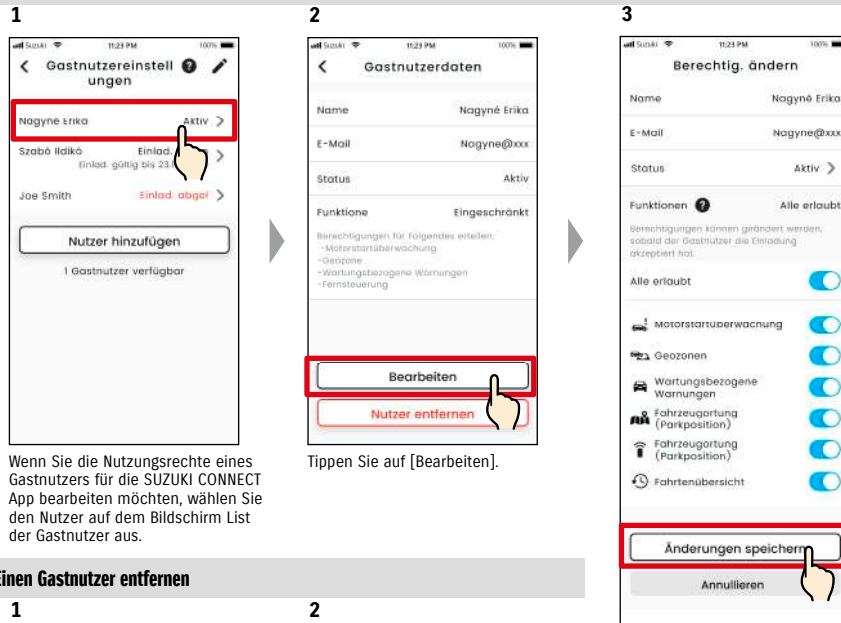 1
Suzuki 11:23 PM 100%
Gastnutzereinstell
ungen
Nagyné Erika Aktiv
Szabó Ildikó Einlad.
Einlad. gültig bis 23.
Joe Smith Einlad. abgel
Nutzer hinzufügen
1 Gastnutzer verfügbar
Wenn Sie die Nutzungsrechte eines
Gastnutzers für die SUZUKI CONNECT
App bearbeiten möchten, wählen Sie
den Nutzer auf dem Bildschirm List
der Gastnutzer aus.
2
Suzuki 11:23 PM 100%
Gastnutzerdaten
Name Nagyné Erika
E-Mail Nagyne@xxx
Status Aktiv
Funktione Eingeschränkt
Berechtigungen für Folgendes erteilen:
-Motorstartüberwachung
-Geozone
-Wartungsbezogene Warnungen
-Fernsteuerung
Bearbeiten
Nutzer entfernen
Tippen Sie auf [Bearbeiten].
3
Suzuki 11:23 PM 100%
Berechtig. ändern
Name Nagyné Erika
E-Mail Nagyne@xxx
Status Aktiv
Funktionen ? Alle erlaubt
Berechtigungen können geändert werden,
sobald der Gastnutzer die Einladung
akzeptiert hat.
Alle erlaubt
Motorstartüberwachung
Geozonen
Wartungsbezogene
Warnungen
Fahrzeugortung
(Parkposition)
Fahrzeugortung
(Parkposition)
Fahrtenübersicht
Änderungen speichern
Annullieren
Einen Gastnutzer entfernen
1
2